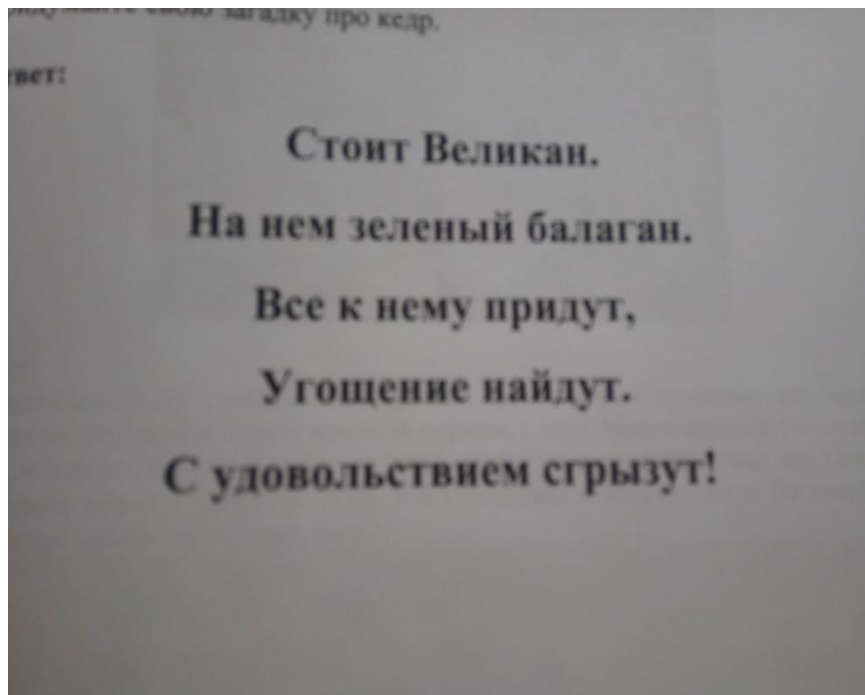 свою загадку про кедр.
Стоит Великан.
На нем зеленый балаган.
Все к нему придут,
Угощение найдут.
С удовольствием сгрызут!